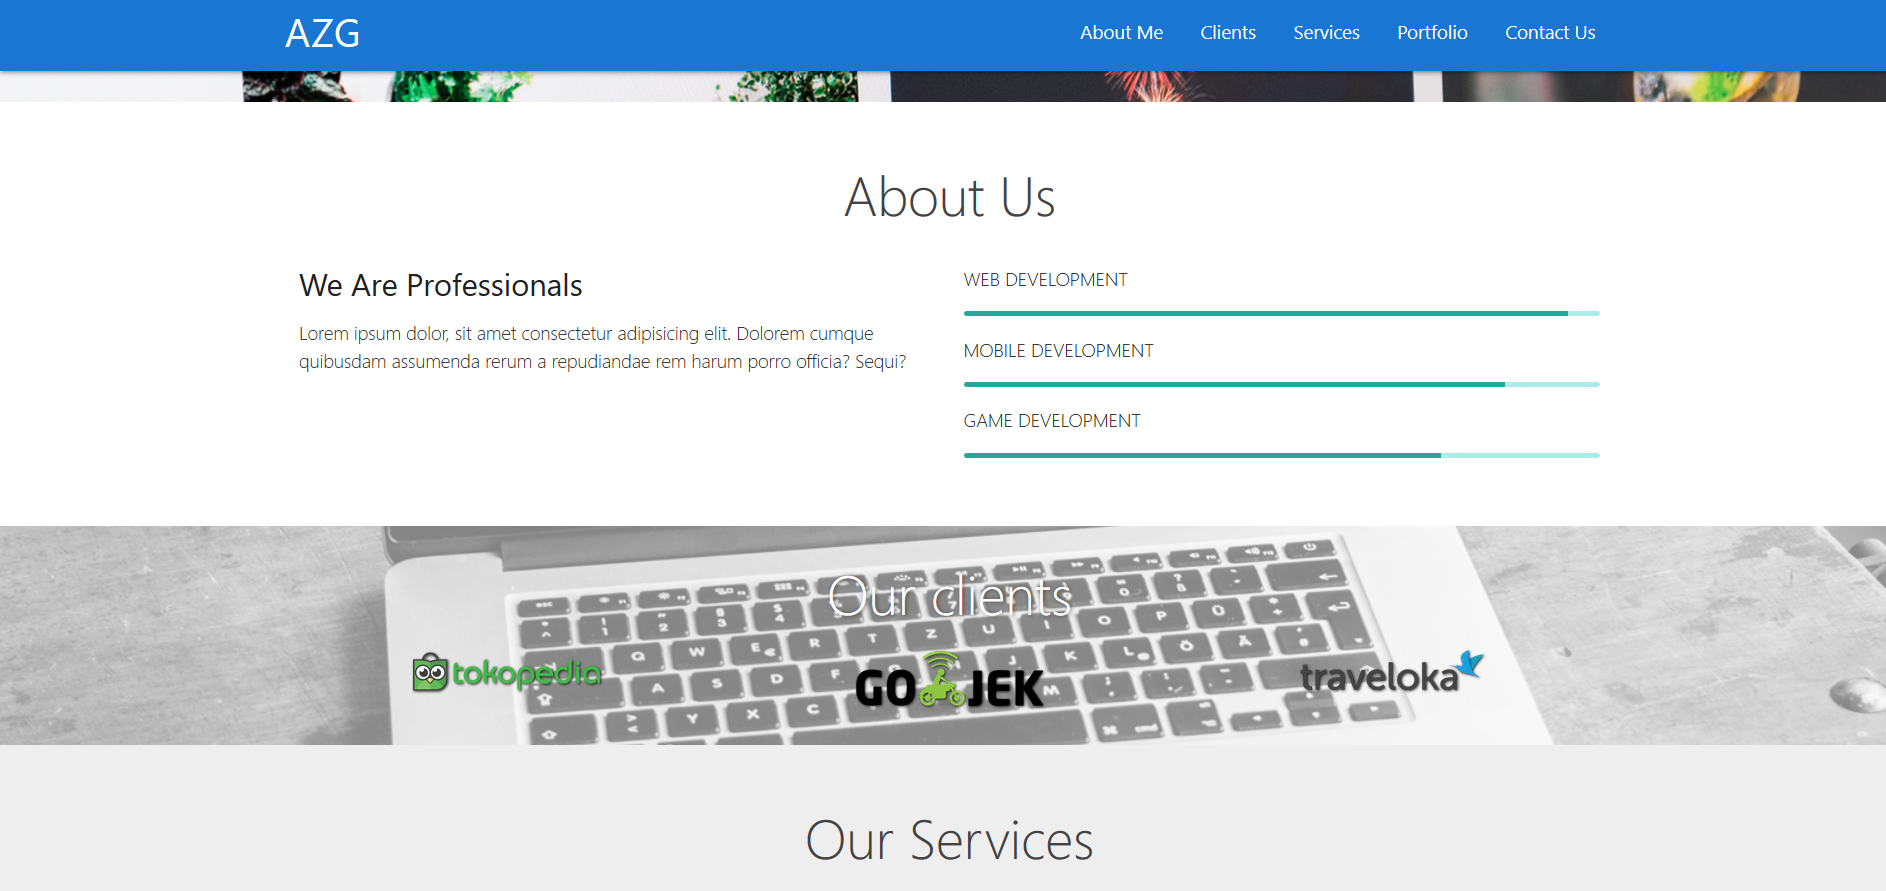 AZG
About Me
Clients
Services
Portfolio
Contact Us
About Us
We Are Professionals
Lorem ipsum dolor, sit amet consectetur adipisicing elit. Dolorem cumque
quibusdam assumenda rerum a repudiandae rem harum porro officia? Sequi?
WEB DEVELOPMENT
MOBILE DEVELOPMENT
GAME DEVELOPMENT
Our clients
tokopedia
GO JEK
traveloka
Our Services